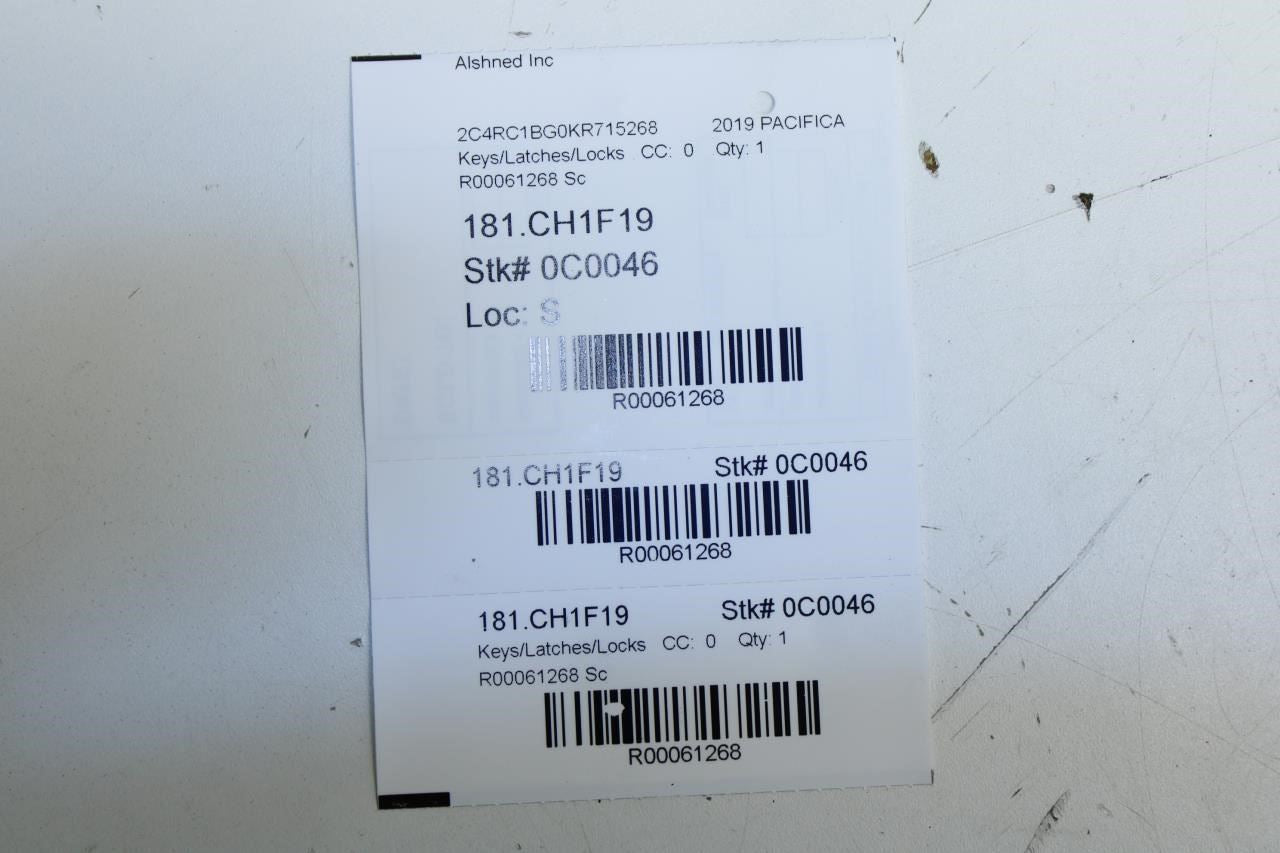 Alshned Inc
2C4RC1BG0KR715268 2019 PACIFICA
Keys/Latches/Locks CC: 0 Qty: 1
R00061268 Sc
181.CH1F19
Stk# 0C0046
Loc: S
R00061268
181.CH1F19 Stk# 0C0046
R00061268
181.CH1F19 Stk# 0C0046
Keys/Latches/Locks CC: 0 Qty: 1
R00061268 Sc
R00061268